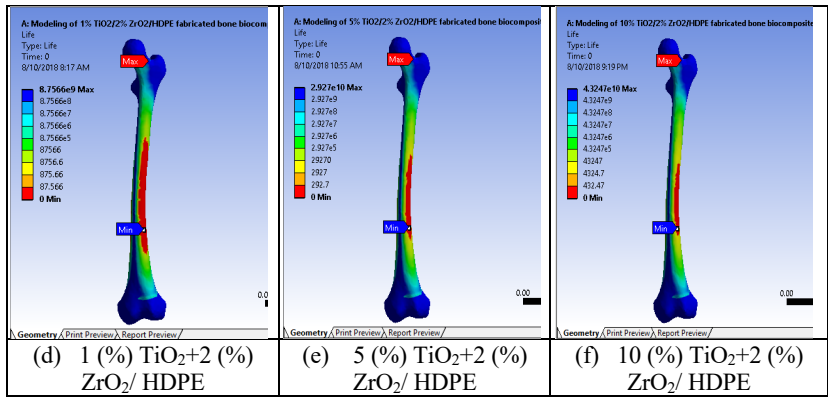 A: Modeling of 1% TiO2/2% ZrO2/HDPE fabricated bone biocom
Life
Type: Life
Time: 0
8/10/2018 8:17 AM
8.7566e9 Max
8.7566e8
8.7566e7
8.7566e6
8.7566e5
87566
8756.6
875.66
87.566
0 Min
Max
Min
0.00
Geometry Print Preview Report Preview
(d) 1 (%) TiO₂+2 (%)
ZrO₂/ HDPE
A: Modeling of 5% TiO2/2% ZrO2/HDPE fabricated bone biocomposite
Life
Type: Life
Time: 0
8/10/2018 10:55 AM
2.927e10 Max
2.927e9
2.927e8
2.927e7
2.927e6
2.927e5
29270
2927
292.7
0 Min
Max
Min
0.00
Geometry Print Preview Report Preview
(e) 5 (%) TiO₂+2 (%)
ZrO₂/ HDPE
A: Modeling of 10% TiO2/2% ZrO2/HDPE fabricated bone biocomposit
Life
Type: Life
Time: 0
8/10/2018 9:19 PM
4.3247e10 Max
4.3247e9
4.3247e8
4.3247e7
4.3247e6
4.3247e5
43247
4324.7
432.47
0 Min
Max
Min
0.00
Geometry Print Preview Report Preview
(f) 10 (%) TiO₂+2 (%)
ZrO₂/ HDPE